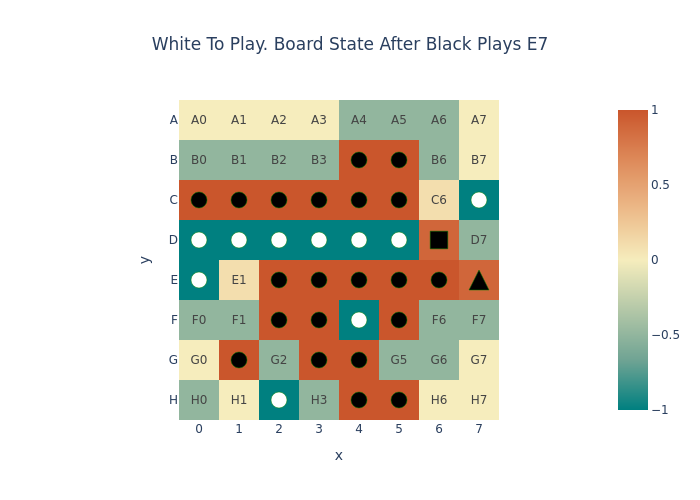 White To Play. Board State After Black Plays E7
A A0 A1 A2 A3 A4 A5 A6 A7 1
B B0 B1 B2 B3 B6 B7
0.5
C C6
D D7
y 0
E E1
F F0 F1 F6 F7
−0.5
G G0 G2 G5 G6 G7
H H0 H1 H3 H6 H7 −1
0 1 2 3 4 5 6 7
x